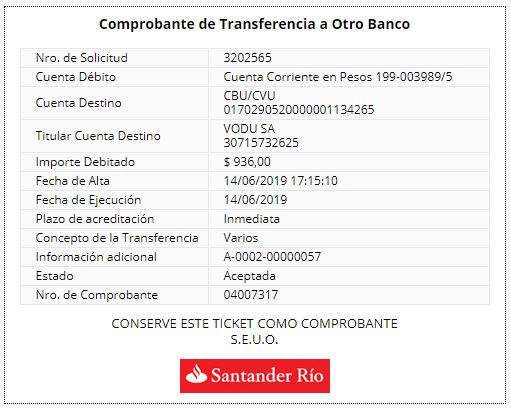 Comprobante de Transferencia a Otro Banco
Nro. de Solicitud 3202565
Cuenta Débito Cuenta Corriente en Pesos 199-003989/5
Cuenta Destino CBU/CVU
0170290520000001134265
Titular Cuenta Destino VODU SA
30715732625
Importe Debitado $ 936,00
Fecha de Alta 14/06/2019 17:15:10
Fecha de Ejecución 14/06/2019
Plazo de acreditación Inmediata
Concepto de la Transferencia Varios
Información adicional A-0002-00000057
Estado Aceptada
Nro. de Comprobante 04007317
CONSERVE ESTE TICKET COMO COMPROBANTE
S.E.U.O.
Santander Río